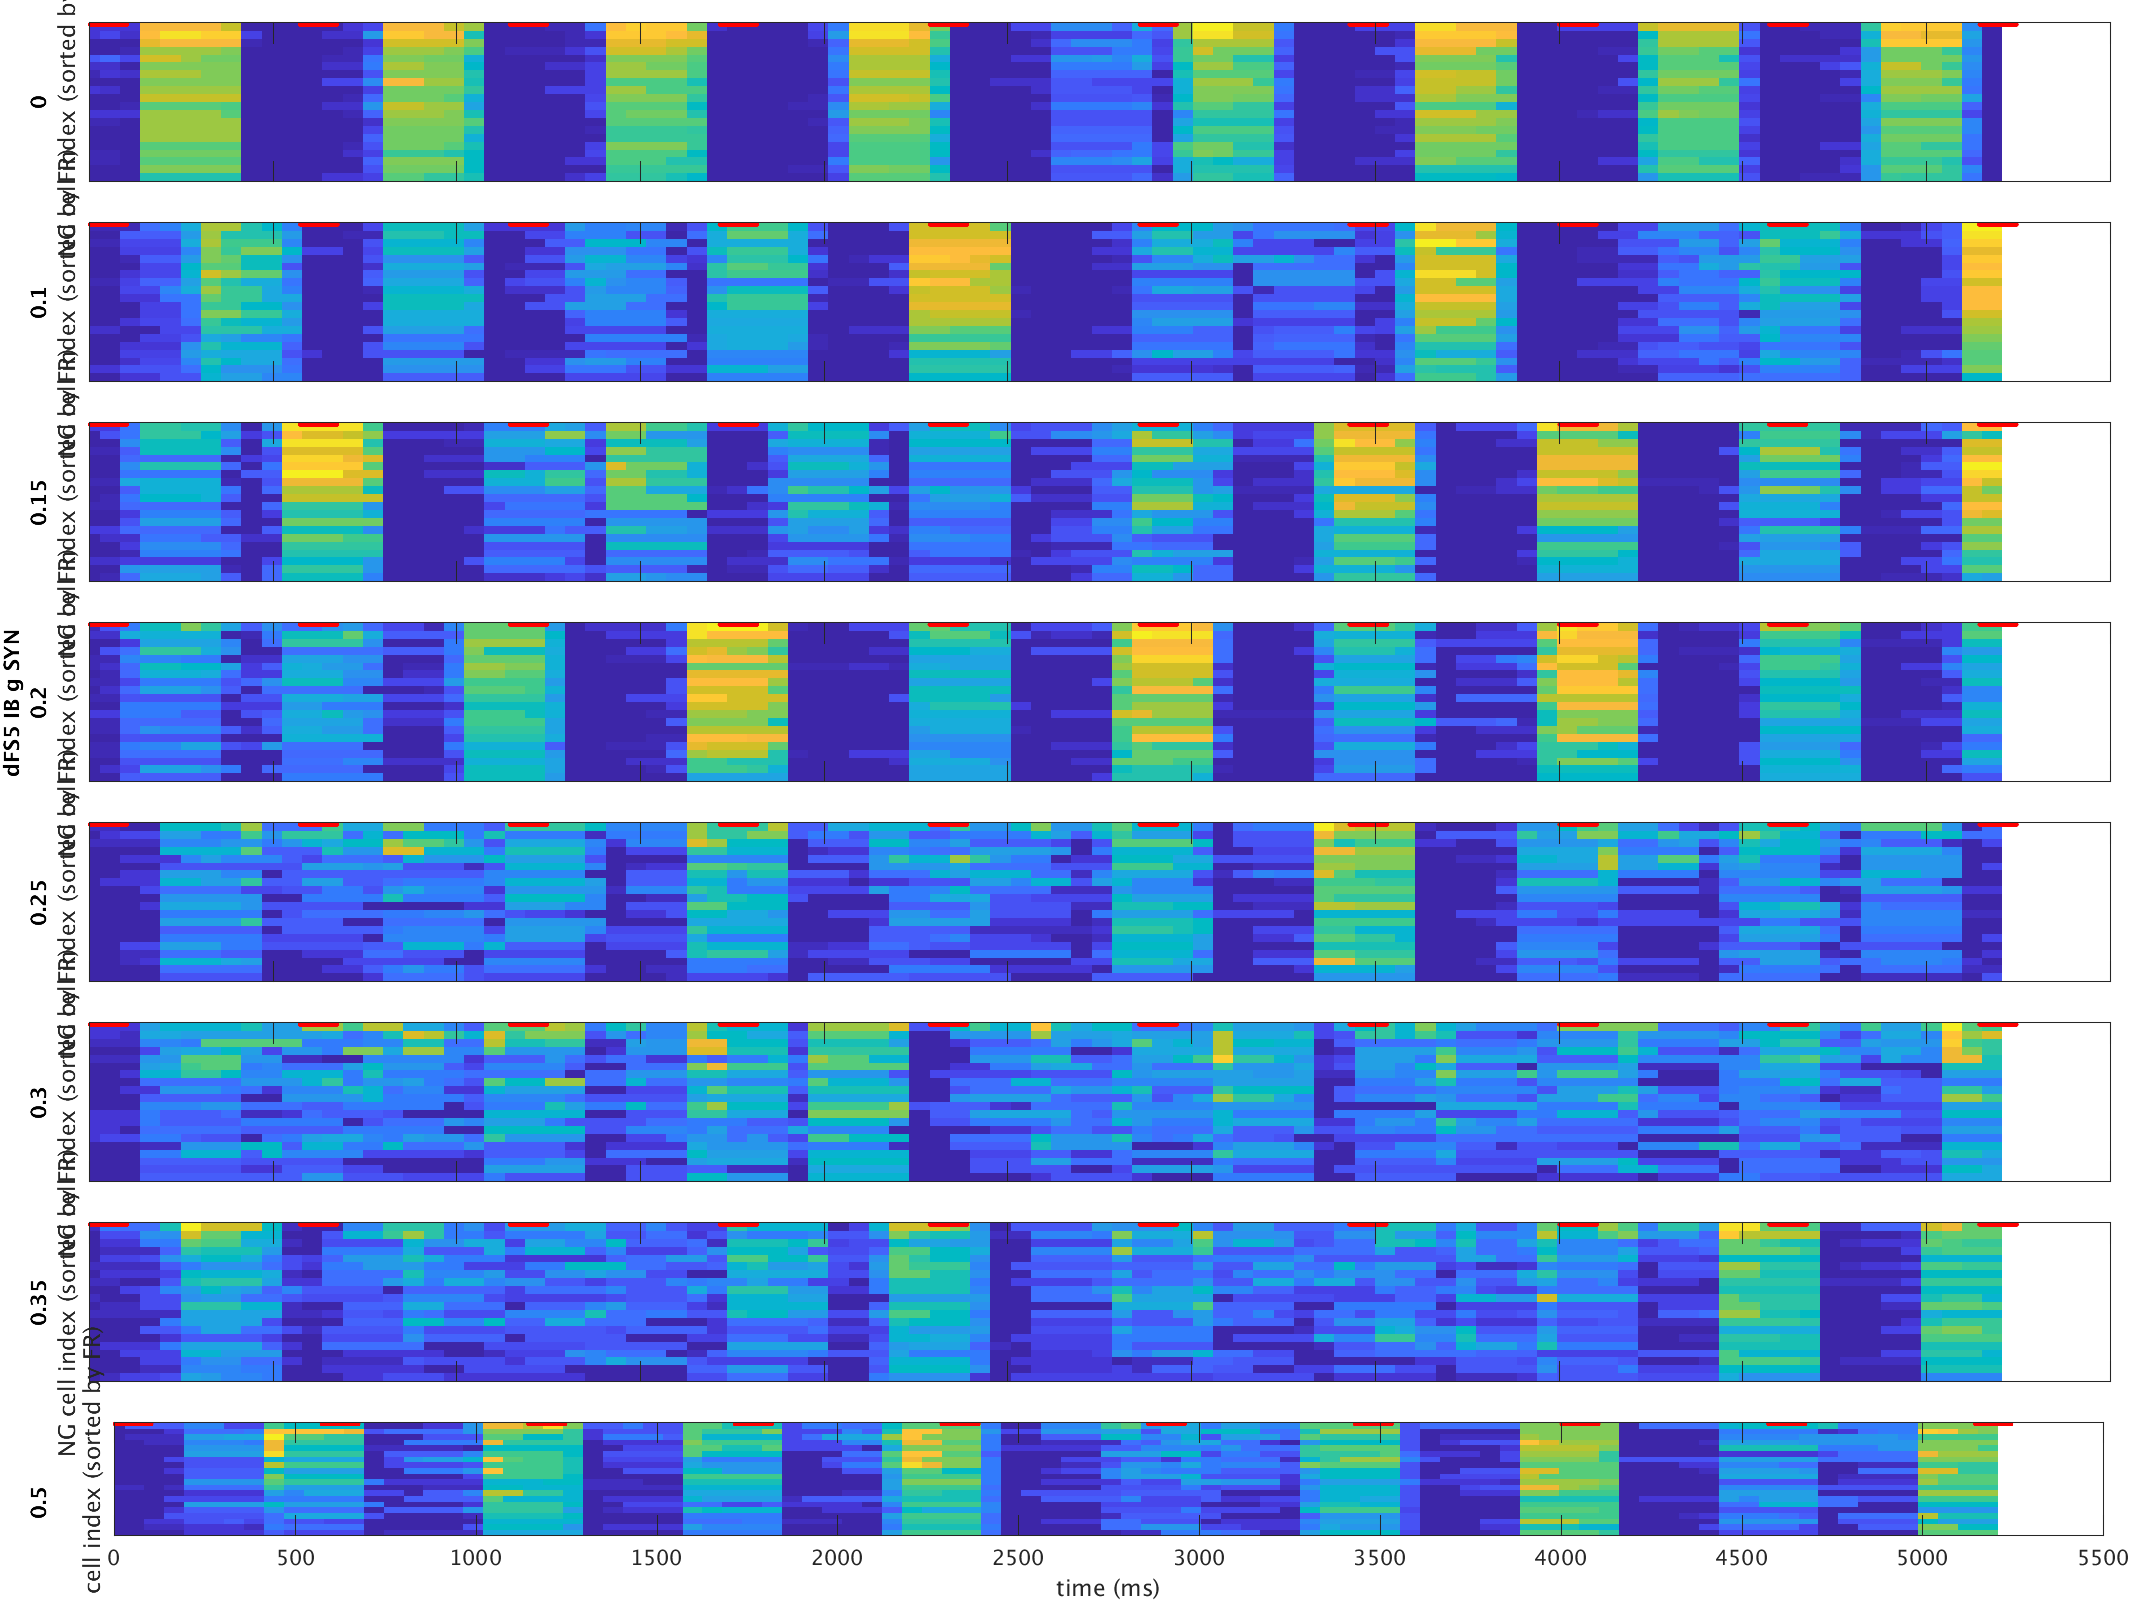 dFS5 IB g SYN
0
0.1
0.15
0.2
0.25
0.3
0.35
0.5
NG cell index (sorted by FR)
cell index (sorted by FR)
0 500 1000 1500 2000 2500 3000 3500 4000 4500 5000 5500
time (ms)